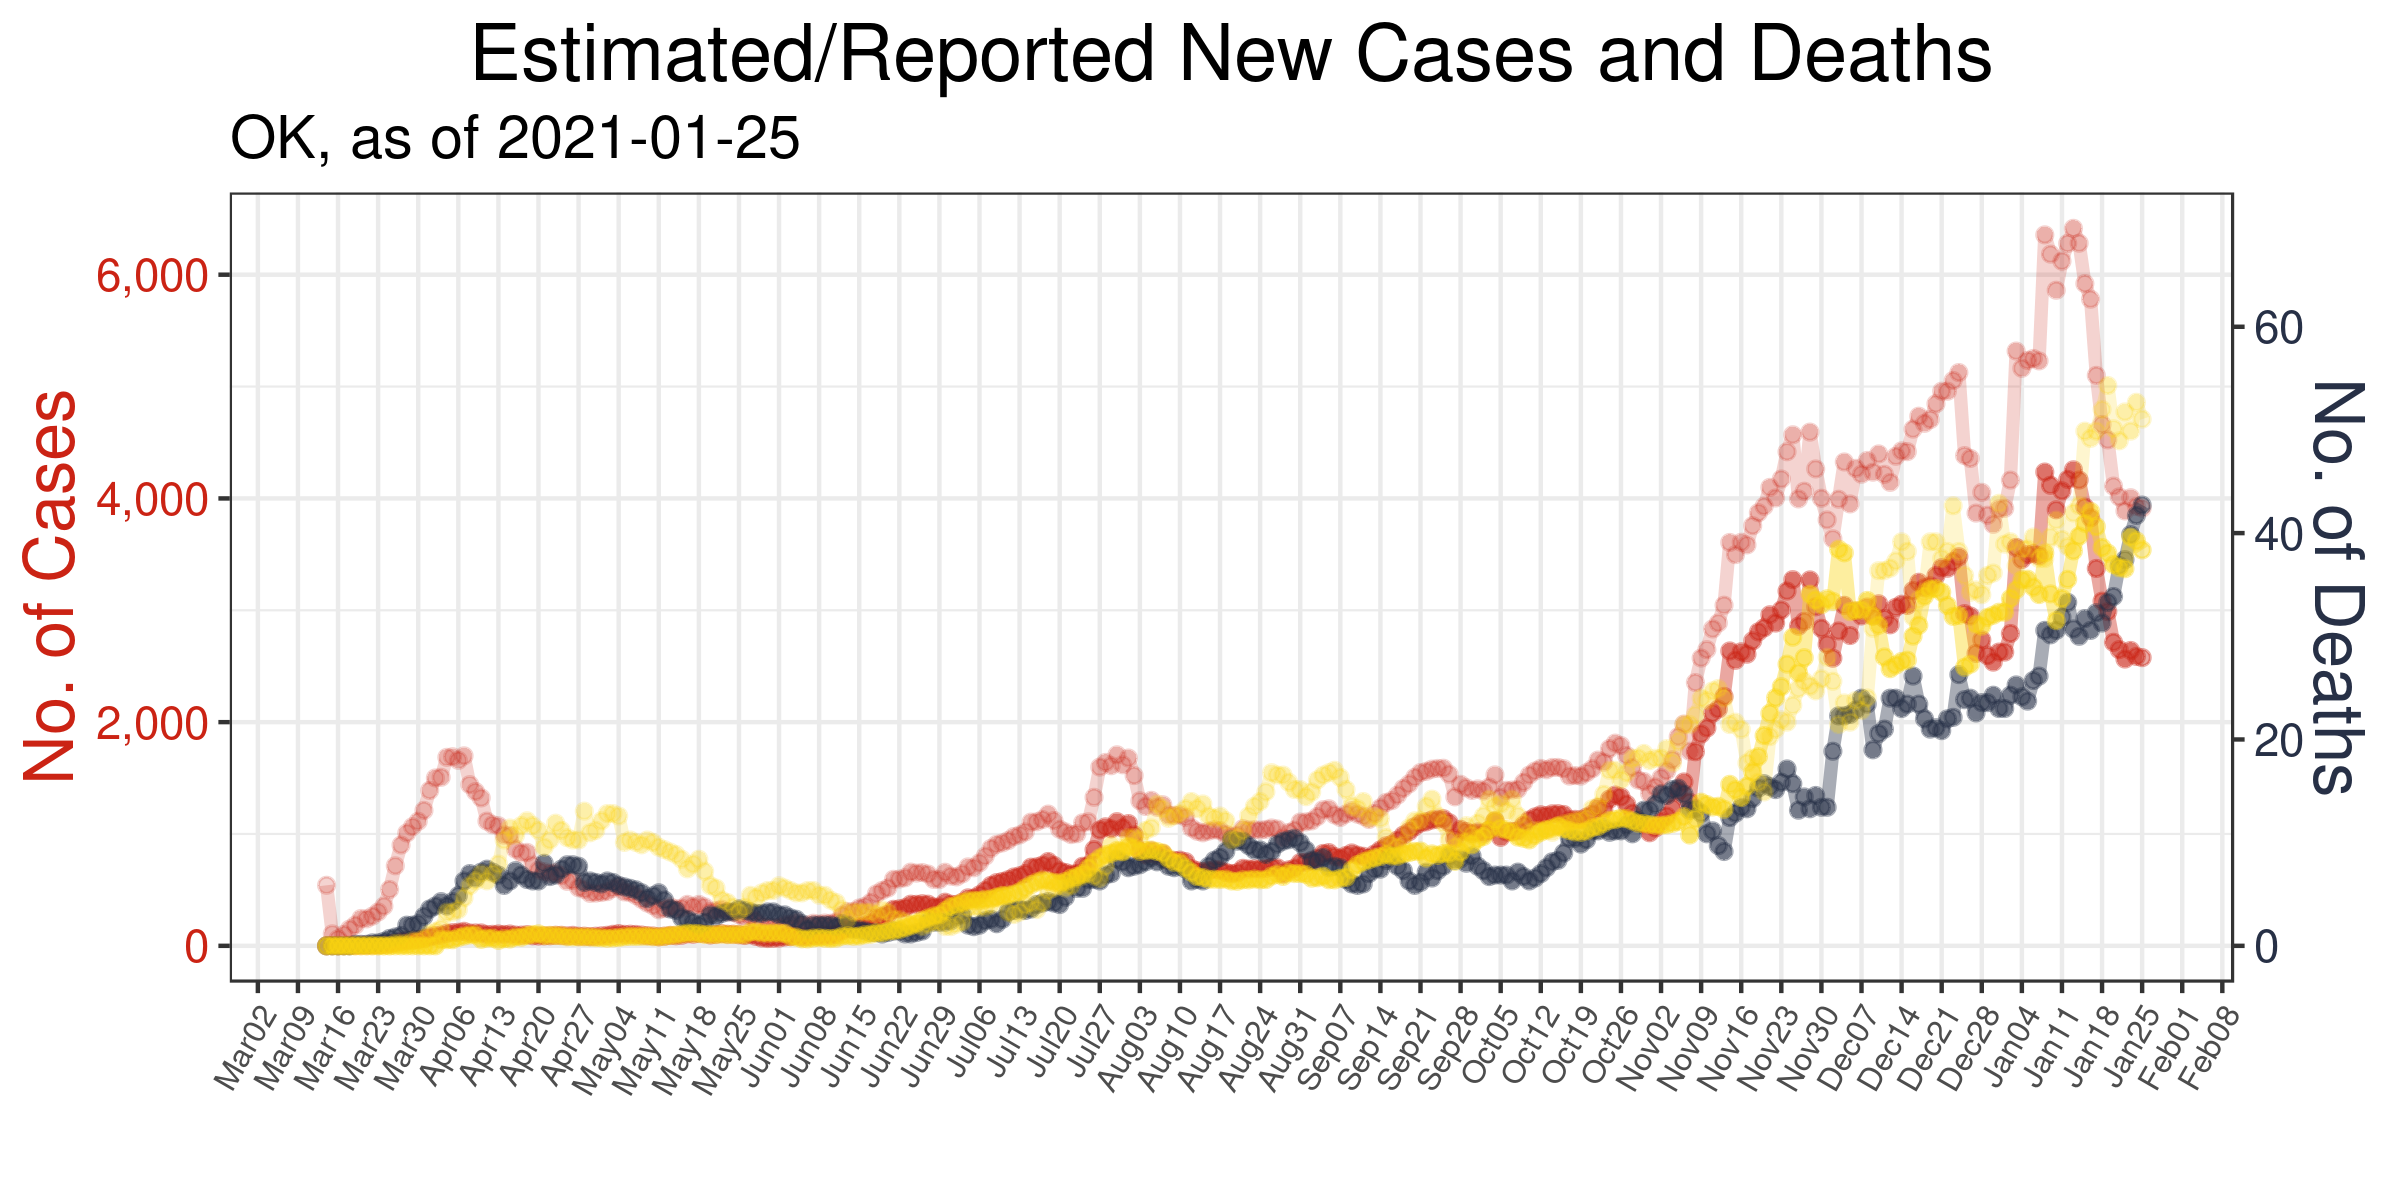 Estimated/Reported New Cases and Deaths
OK, as of 2021-01-25
No. of Cases
6,000
4,000
2,000
0
60
40
20
0
No. of Deaths
Mar02
Mar09
Mar16
Mar23
Mar30
Apr06
Apr13
Apr20
Apr27
May04
May11
May18
May25
Jun01
Jun08
Jun15
Jun22
Jun29
Jul06
Jul13
Jul20
Jul27
Aug03
Aug10
Aug17
Aug24
Aug31
Sep07
Sep14
Sep21
Sep28
Oct05
Oct12
Oct19
Oct26
Nov02
Nov09
Nov16
Nov23
Nov30
Dec07
Dec14
Dec21
Dec28
Jan04
Jan11
Jan18
Jan25
Feb01
Feb08